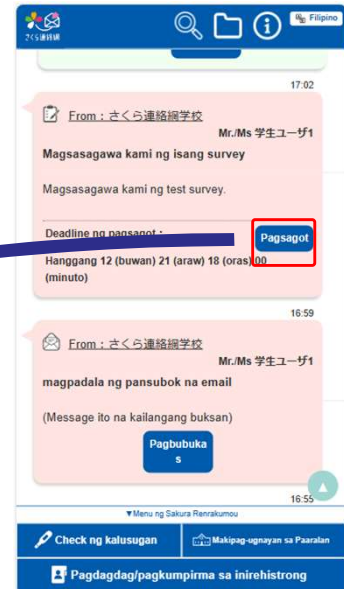 さくら連絡網
Filipino
17:02
From : さくら連絡網学校
Mr./Ms 学生ユーザ1
Magsasagawa kami ng isang survey
Magsasagawa kami ng test survey.
Deadline ng pagsagot :
Pagsagot
Hanggang 12 (buwan) 21 (araw) 18 (oras) 00
(minuto)
16:59
From : さくら連絡網学校
Mr./Ms 学生ユーザ1
magpadala ng pansubok na email
(Message ito na kailangang buksan)
Pagbubuka
s
16:55
▼Menu ng Sakura Renrakumou
Check ng kalusugan
Makipag-ugnayan sa Paaralan
Pagdagdag/pagkumpirma sa inirehistrong